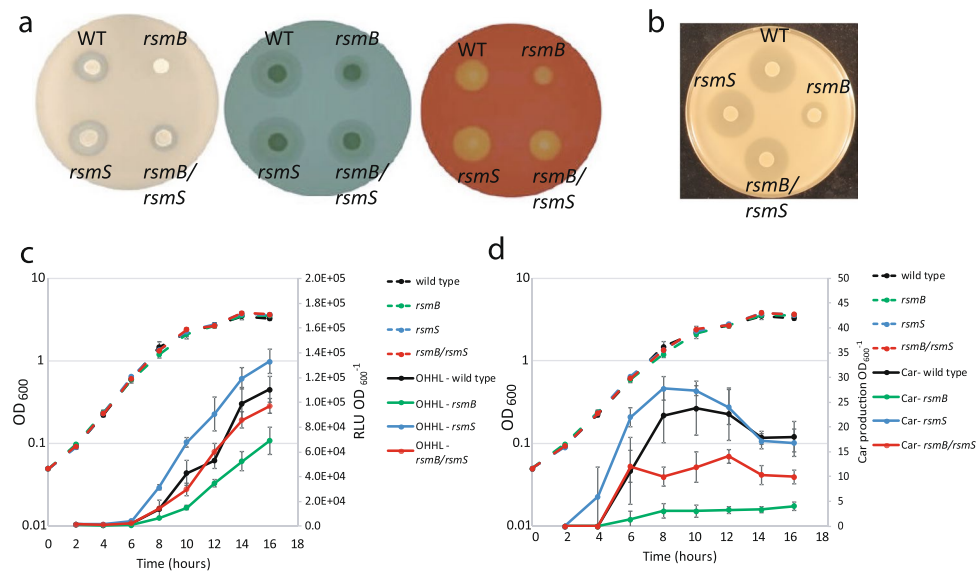 a
WT
rsmB
rsmS
rsmB/
rsmS
WT
rsmB
rsmS
rsmB/
rsmS
WT
rsmB
rsmS
rsmB/
rsmS
b
WT
rsmS
rsmB
rsmB/
rsmS
c
10
1
0.1
0.01
OD 600
0 2 4 6 8 10 12 14 16 18
Time (hours)
2.0E+05
1.8E+05
1.6E+05
1.4E+05
1.2E+05
1.0E+05
8.0E+04
6.0E+04
4.0E+04
2.0E+04
0.0
RLU OD 600 -1
wild type
rsmB
rsmS
rsmB/rsmS
OHHL - wild type
OHHL - rsmB
OHHL - rsmS
OHHL -
rsmB/rsmS
d
10
1
0.1
0.01
OD 600
0 2 4 6 8 10 12 14 16 18
Time (hours)
50
45
40
35
30
25
20
15
10
5
0
Car production OD 600 -1
wild type
rsmB
rsmS
rsmB/rsmS
Car- wild type
Car- rsmB
Car- rsmS
Car- rsmB/rsmS